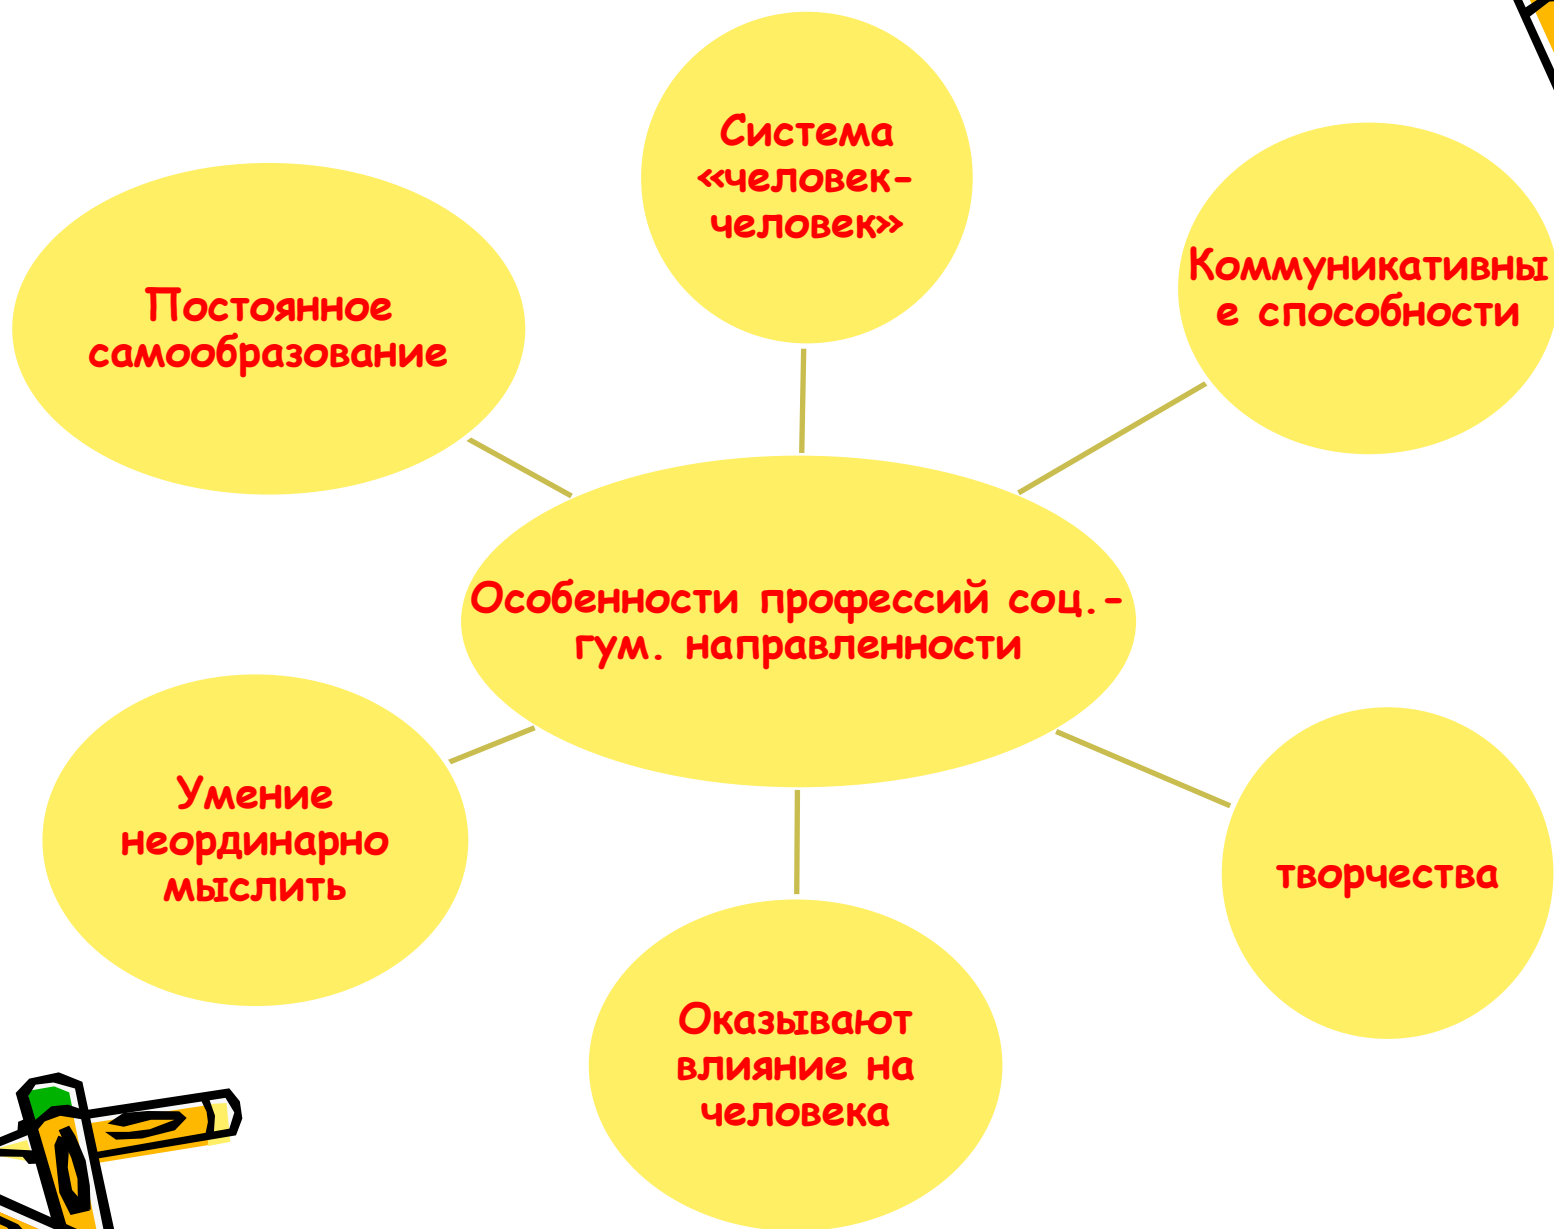 Система
«человек-
человек»
Коммуникативны
е способности
Постоянное
самообразование
Особенности профессий соц.-
гум. направленности
Умение
неординарно
мыслить
творчества
Оказывают
влияние на
человека